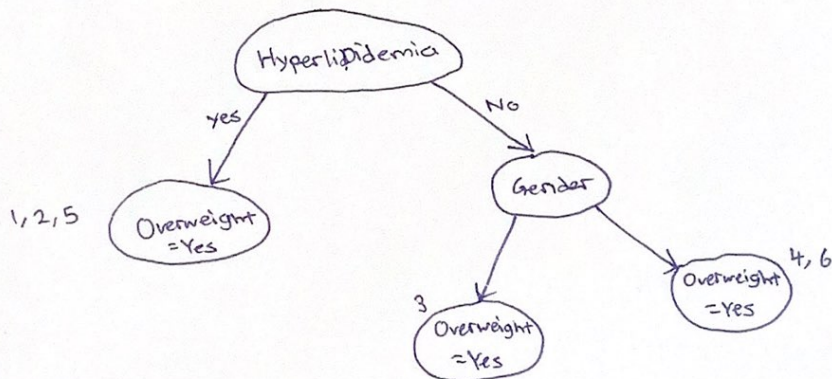 HyperlipiDemia
yes
No
Gender
1, 2, 5
Overweight
=Yes
4, 6
Overweight
=Yes
3
Overweight
=Yes